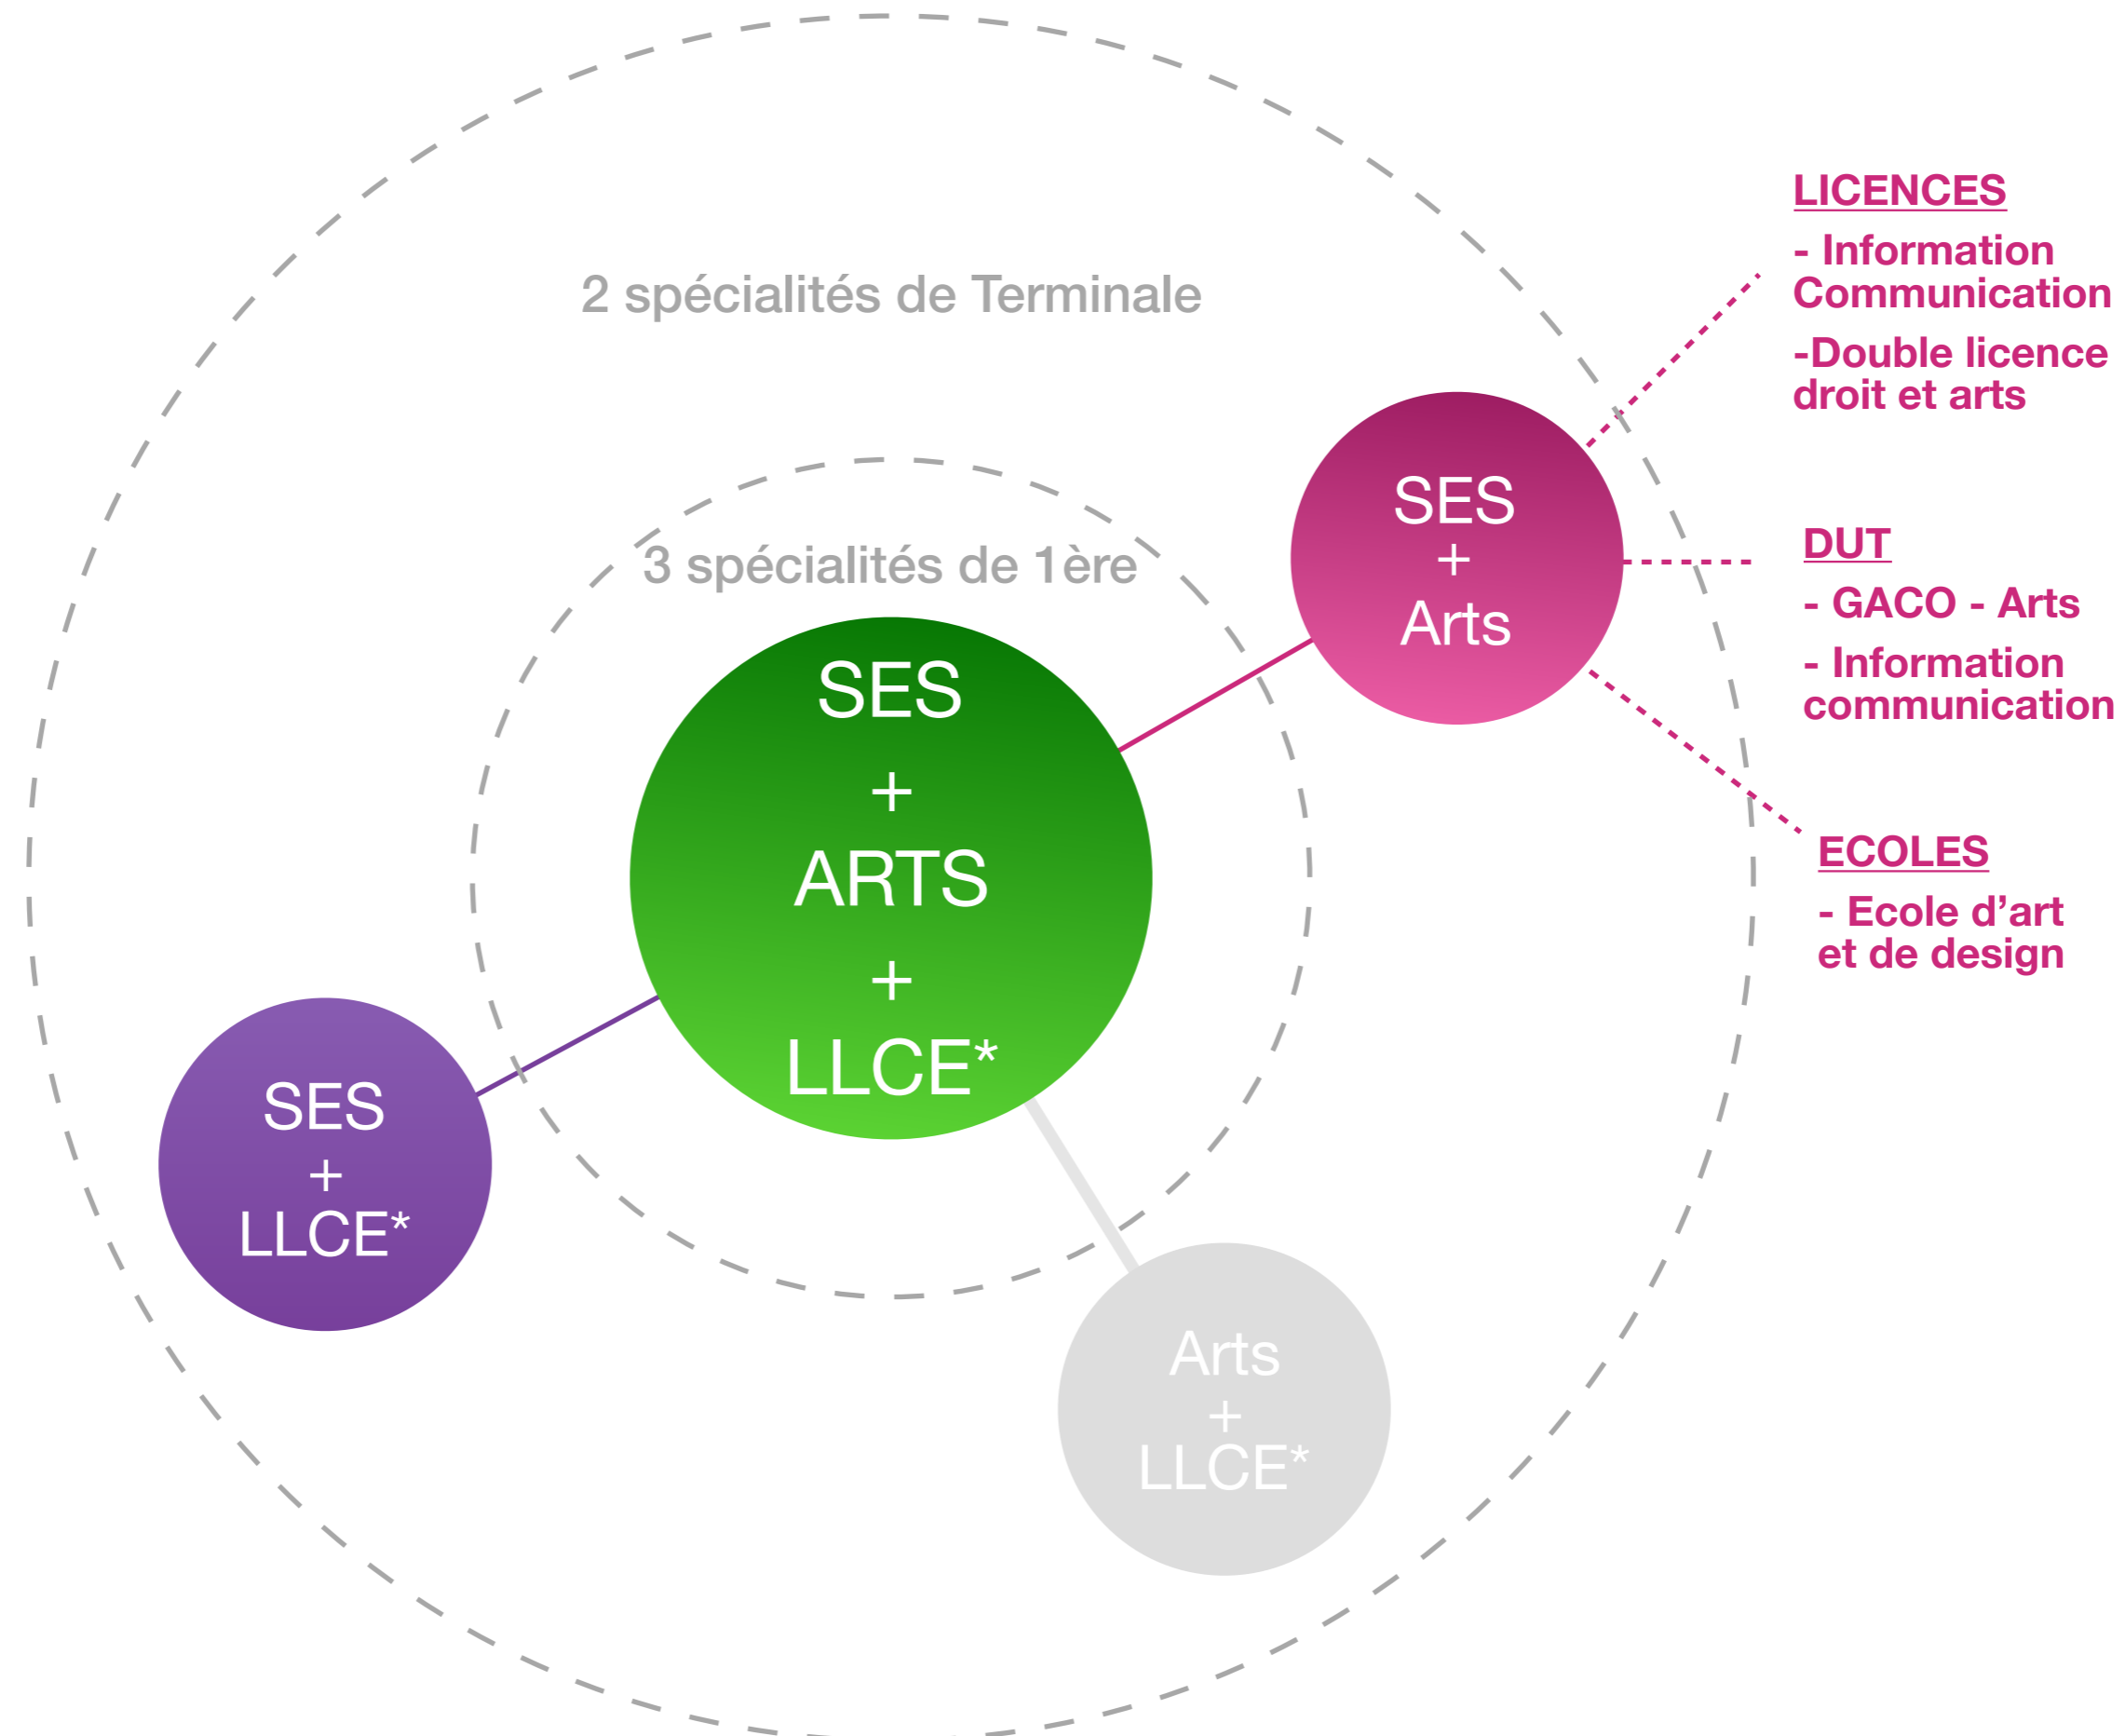 2 spécialités de Terminale
3 spécialités de 1ère
SES
+
ARTS
+
LLCE*
SES
+
Arts
LICENCES
- Information
Communication
-Double licence
droit et arts
DUT
- GACO - Arts
- Information
communication
ECOLES
- Ecole d’art
et de design
SES
+
LLCE*
Arts
+
LLCE*